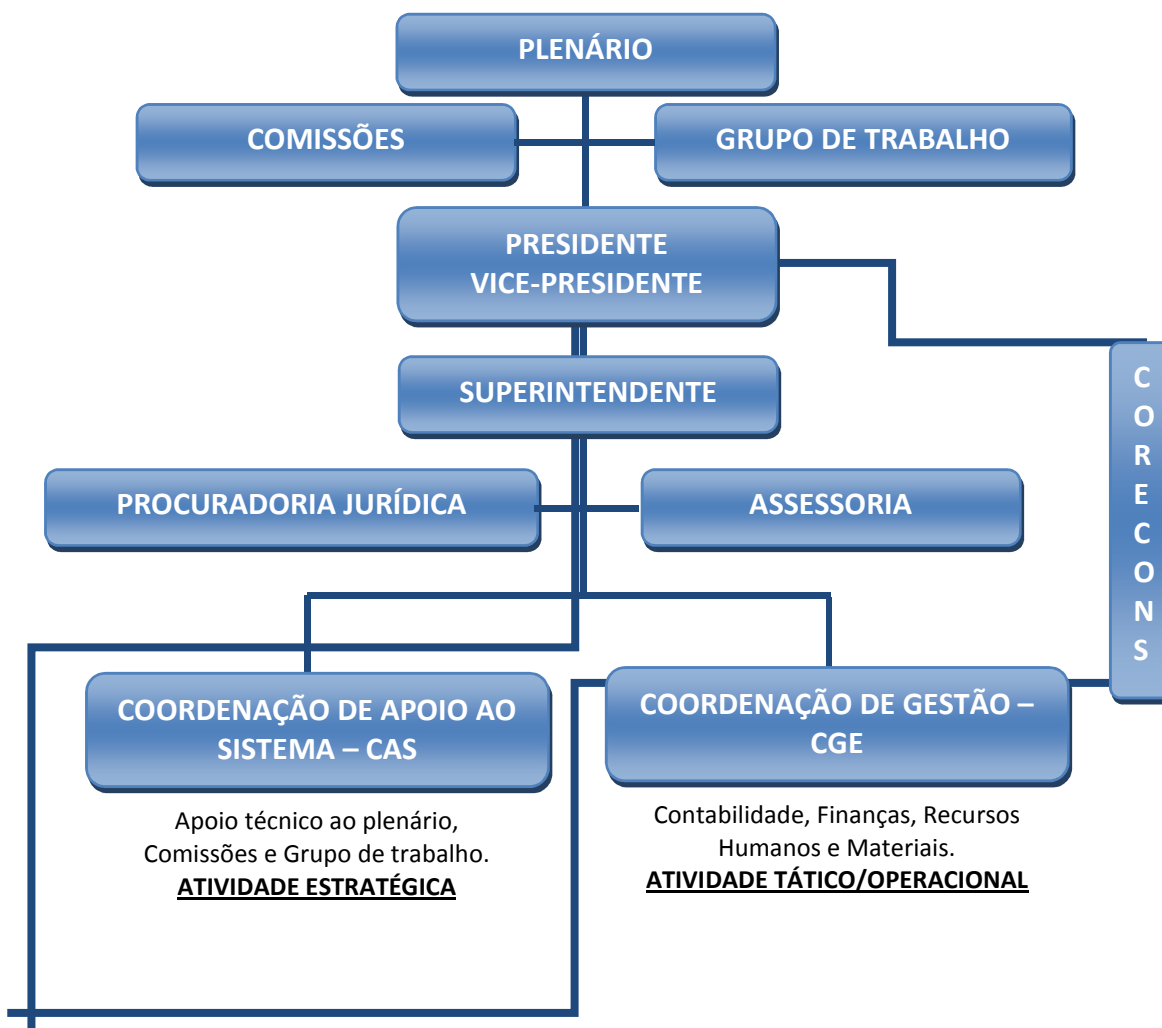 PLENÁRIO
COMISSÕES
GRUPO DE TRABALHO
PRESIDENTE
VICE-PRESIDENTE
SUPERINTENDENTE
C
O
R
E
C
O
N
S
PROCURADORIA JURÍDICA
ASSESSORIA
COORDENAÇÃO DE APOIO AO
SISTEMA – CAS
COORDENAÇÃO DE GESTÃO –
CGE
Apoio técnico ao plenário,
Comissões e Grupo de trabalho.
ATIVIDADE ESTRATÉGICA
Contabilidade, Finanças, Recursos
Humanos e Materiais.
ATIVIDADE TÁTICO/OPERACIONAL